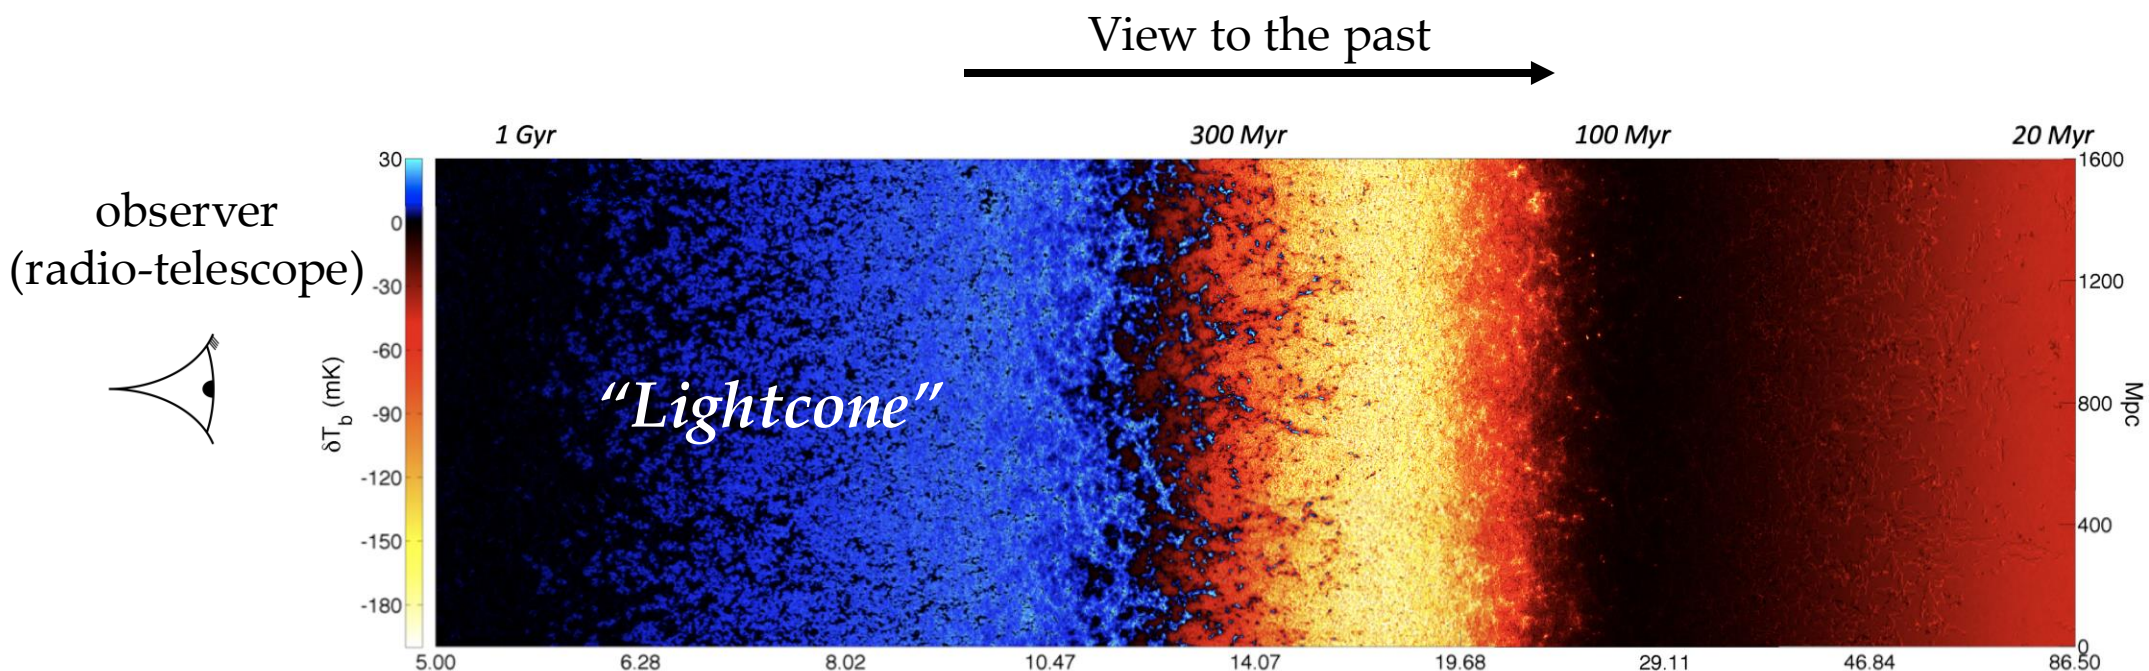 View to the past
1 Gyr 300 Myr 100 Myr 20 Myr
observer
(radio-telescope)
30
0
-30
-60
-90
-120
-150
-180
δTb (mK)
“Lightcone”
1600
1200
800
400
0
Mpc
5.00 6.28 8.02 10.47 14.07 19.68 29.11 46.84 86.50